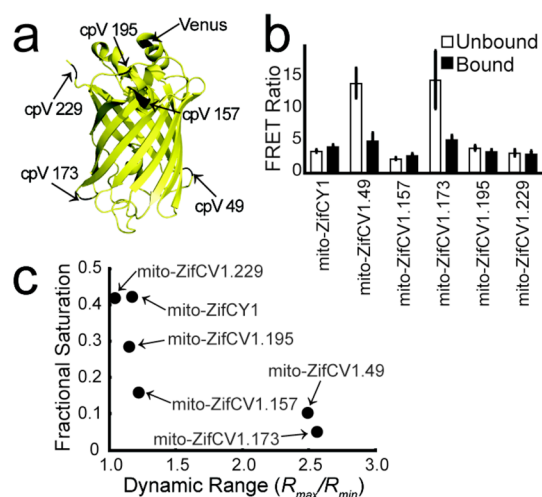 a
Venus
cpV 195
cpV 229
cpV 157
cpV 173
cpV 49
b
Unbound
Bound
FRET Ratio
15
10
5
0
mito-ZifCY1
mito-ZifCV1.49
mito-ZifCV1.157
mito-ZifCV1.173
mito-ZifCV1.195
mito-ZifCV1.229
c
Fractional Saturation
0.5
0.4
0.3
0.2
0.1
0
mito-ZifCV1.229
mito-ZifCY1
mito-ZifCV1.195
mito-ZifCV1.157
mito-ZifCV1.49
mito-ZifCV1.173
1.0 1.5 2.0 2.5 3.0
Dynamic Range (Rmax/Rmin)